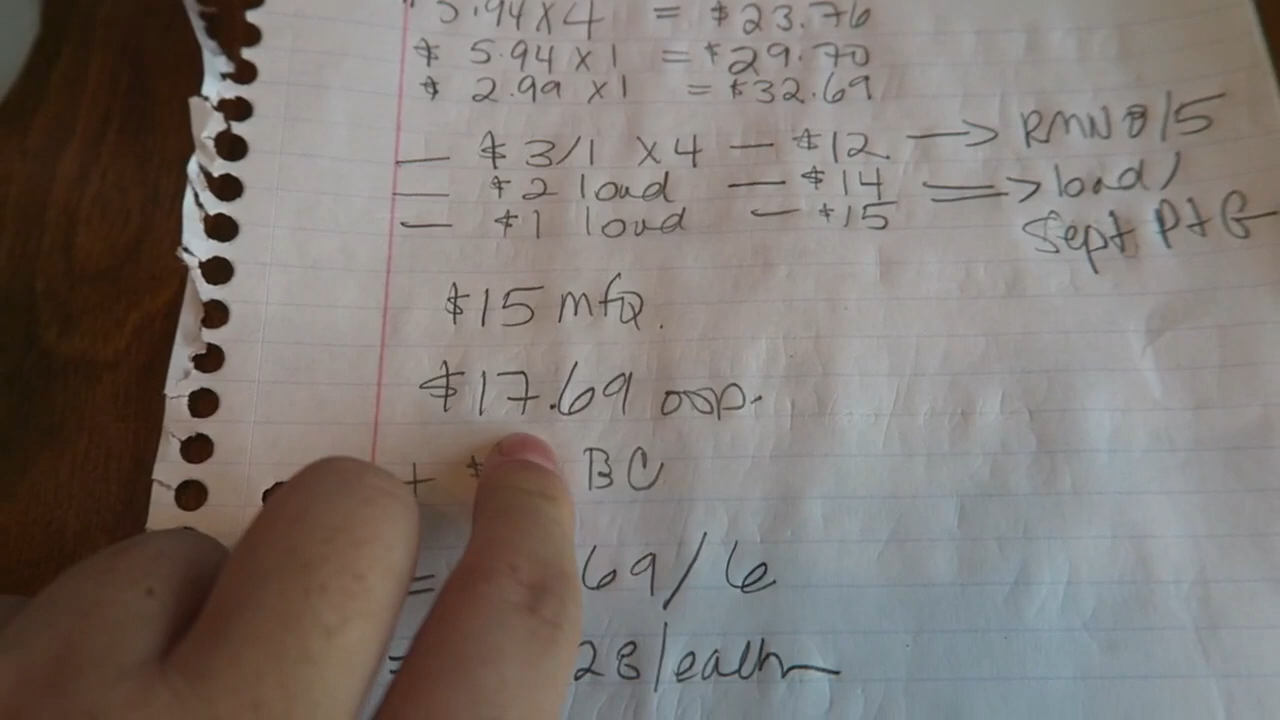 5.94 x 4 = $23.76
$ 5.94 x 1 = $29.70
$ 2.99 x 1 = $32.69
— $3/1 x4 — $12 → RMN 8/5
— $2 load — $14 ⇒ load/
— $1 load — $15 Sept P+G
$15 mfQ.
$17.69 oop.
+ $ BC
= 69/6
= 28/each